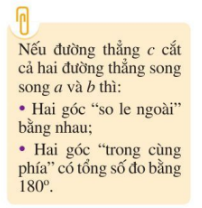 Nếu đường thẳng c cắt
cả hai đường thẳng song
song a và b thì:
• Hai góc "so le ngoài"
bằng nhau;
• Hai góc "trong cùng
phía" có tổng số đo bằng
180°.